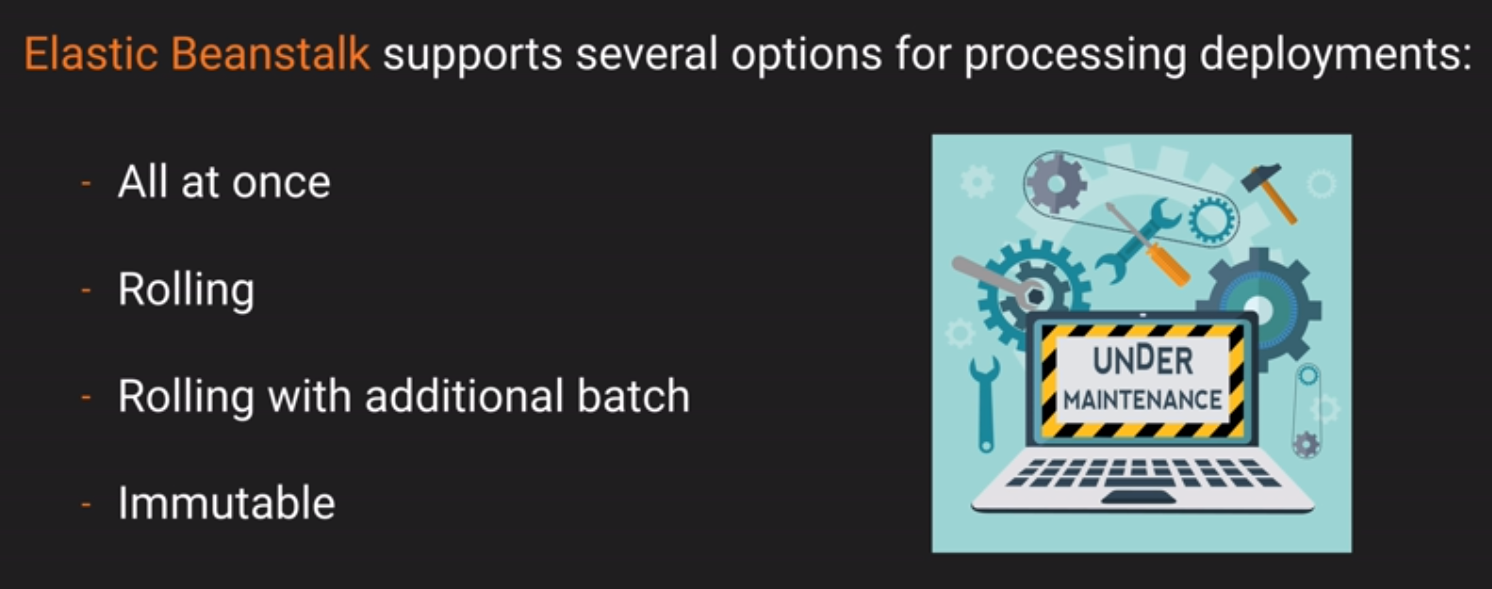 Elastic Beanstalk supports several options for processing deployments:
- All at once
- Rolling
- Rolling with additional batch
- Immutable
UNDER
MAINTENANCE